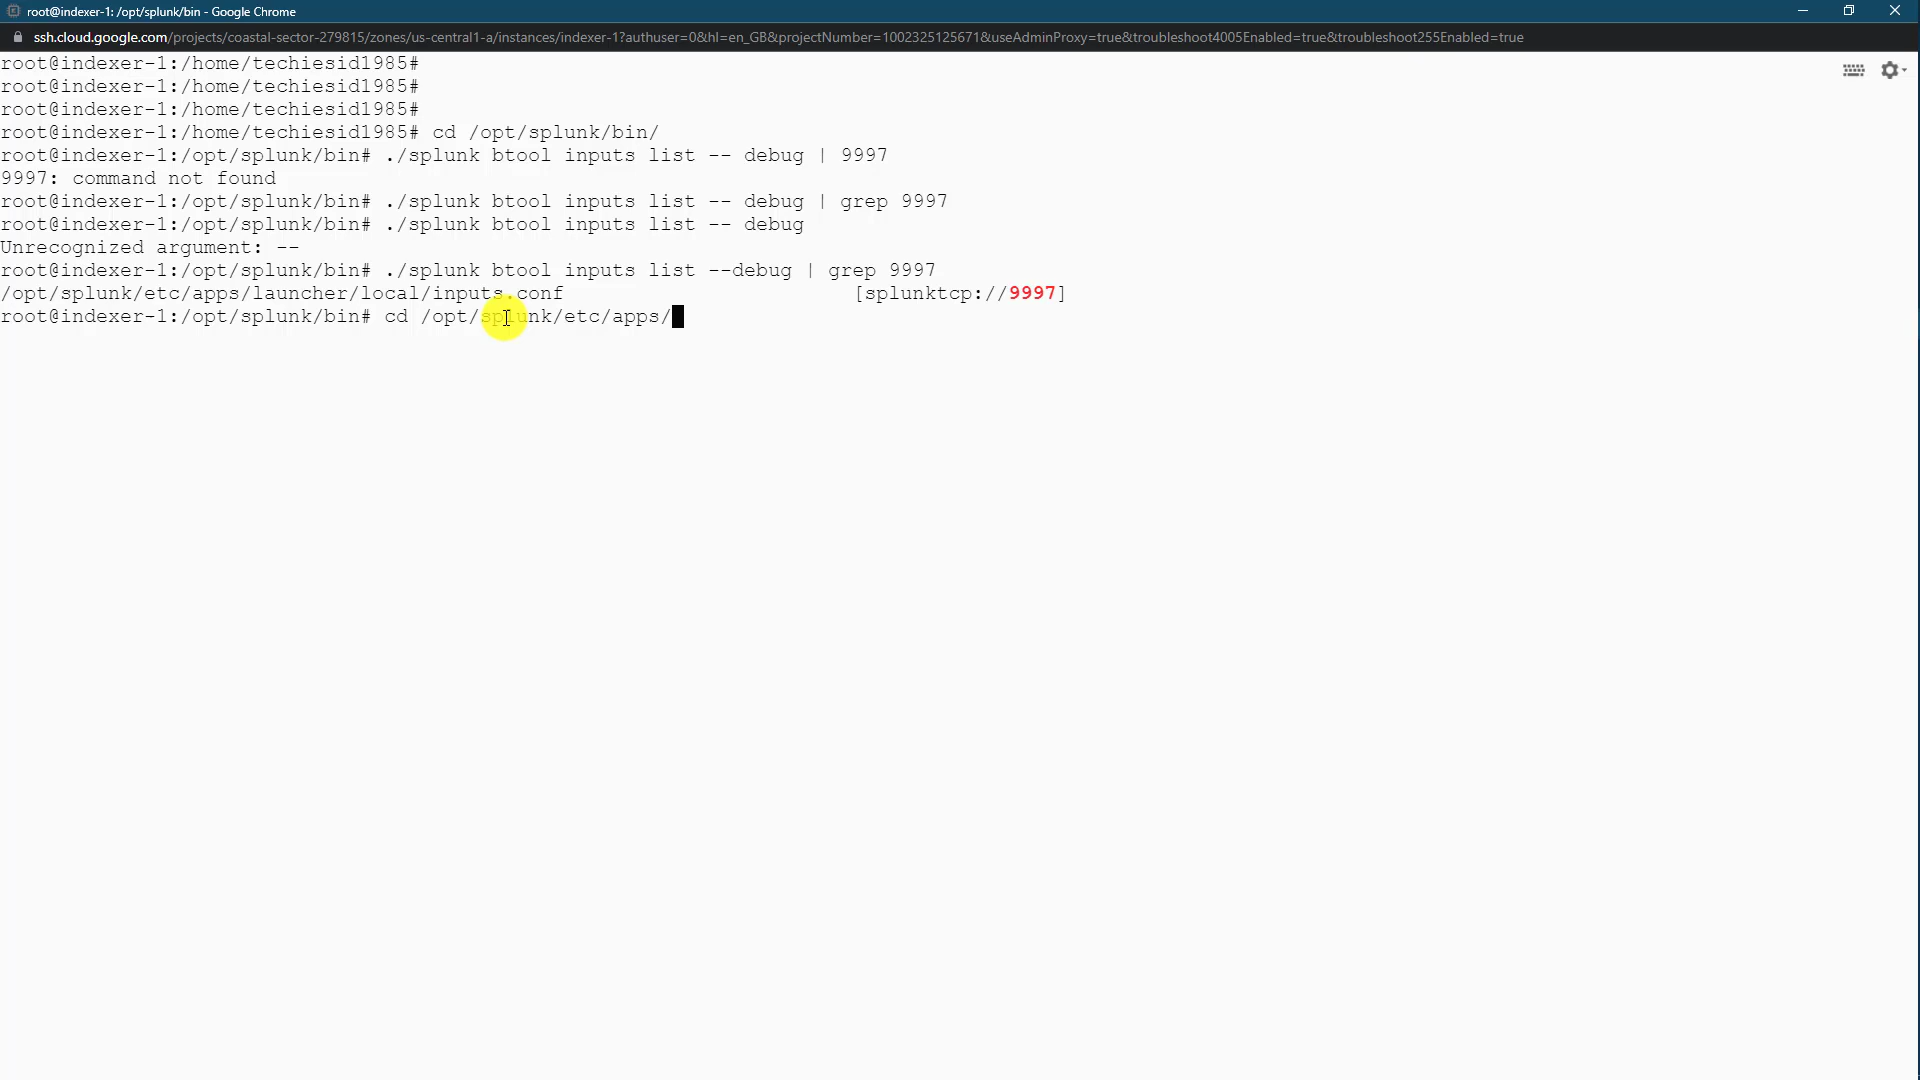 root@indexer-1: /opt/splunk/bin - Google Chrome
ssh.cloud.google.com/projects/coastal-sector-279815/zones/us-central1-a/instances/indexer-1?authuser=0&hl=en_GB&projectNumber=1002325125671&useAdminProxy=true&troubleshoot4005Enabled=true&troubleshoot255Enabled=true
root@indexer-1:/home/techiesid1985#
root@indexer-1:/home/techiesid1985#
root@indexer-1:/home/techiesid1985#
root@indexer-1:/home/techiesid1985# cd /opt/splunk/bin/
root@indexer-1:/opt/splunk/bin# ./splunk btool inputs list -- debug | 9997
9997: command not found
root@indexer-1:/opt/splunk/bin# ./splunk btool inputs list -- debug | grep 9997
root@indexer-1:/opt/splunk/bin# ./splunk btool inputs list -- debug
Unrecognized argument: --
root@indexer-1:/opt/splunk/bin# ./splunk btool inputs list --debug | grep 9997
/opt/splunk/etc/apps/launcher/local/inputs.conf [splunktcp://9997]
root@indexer-1:/opt/splunk/bin# cd /opt/splunk/etc/apps/